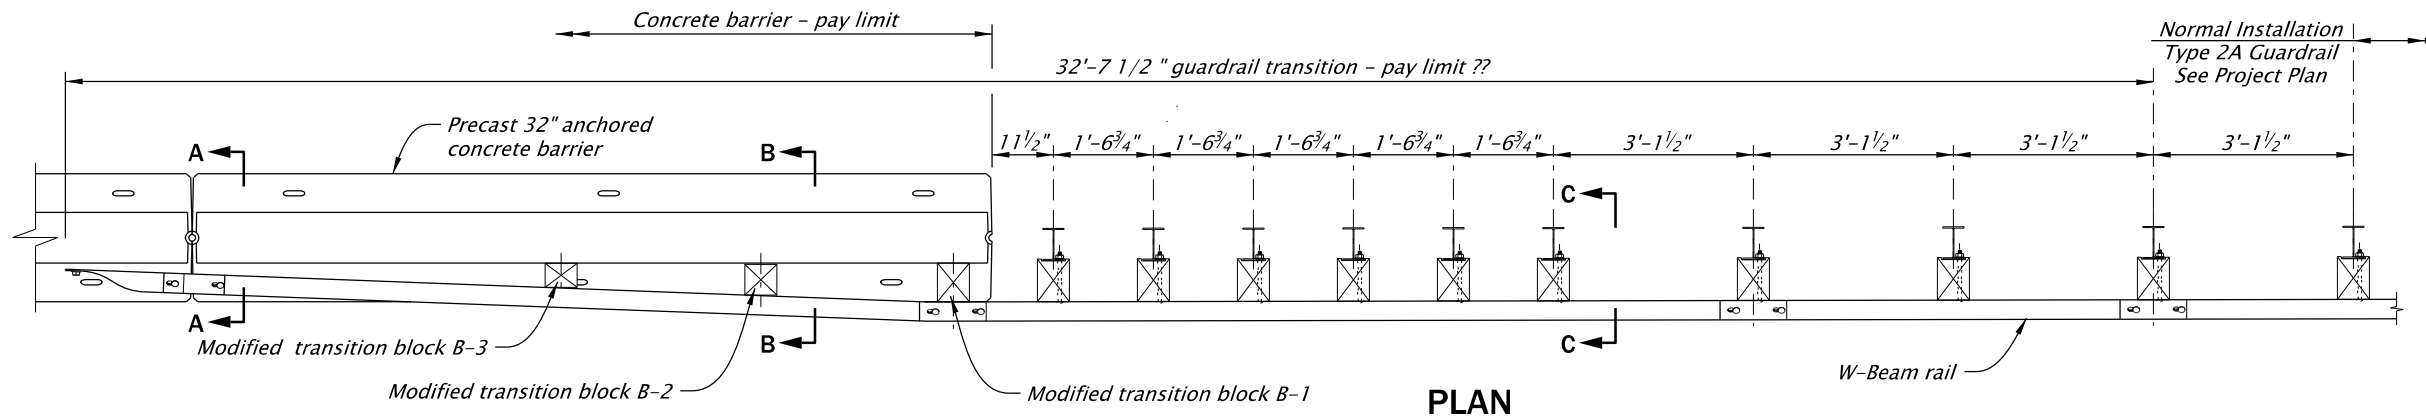 Concrete barrier – pay limit
Normal Installation
Type 2A Guardrail
See Project Plan
32'–7 1/2 " guardrail transition – pay limit ??
Precast 32" anchored
concrete barrier
11½" 1'–6¾" 1'–6¾" 1'–6¾" 1'–6¾" 1'–6¾" 3'–1½" 3'–1½" 3'–1½" 3'–1½"
A B
C
A B C
Modified transition block B–3
Modified transition block B–2
Modified transition block B–1
W–Beam rail
PLAN